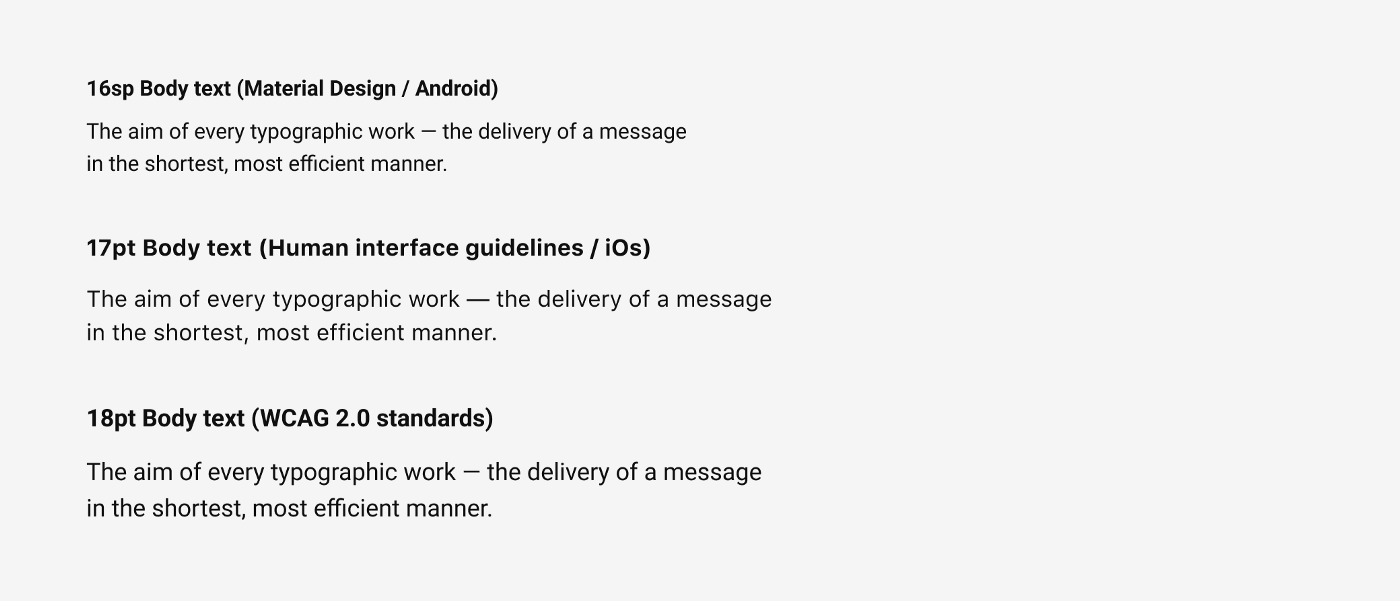 16sp Body text (Material Design / Android)
The aim of every typographic work — the delivery of a message
in the shortest, most efficient manner.
17pt Body text (Human interface guidelines / iOs)
The aim of every typographic work — the delivery of a message
in the shortest, most efficient manner.
18pt Body text (WCAG 2.0 standards)
The aim of every typographic work — the delivery of a message
in the shortest, most efficient manner.